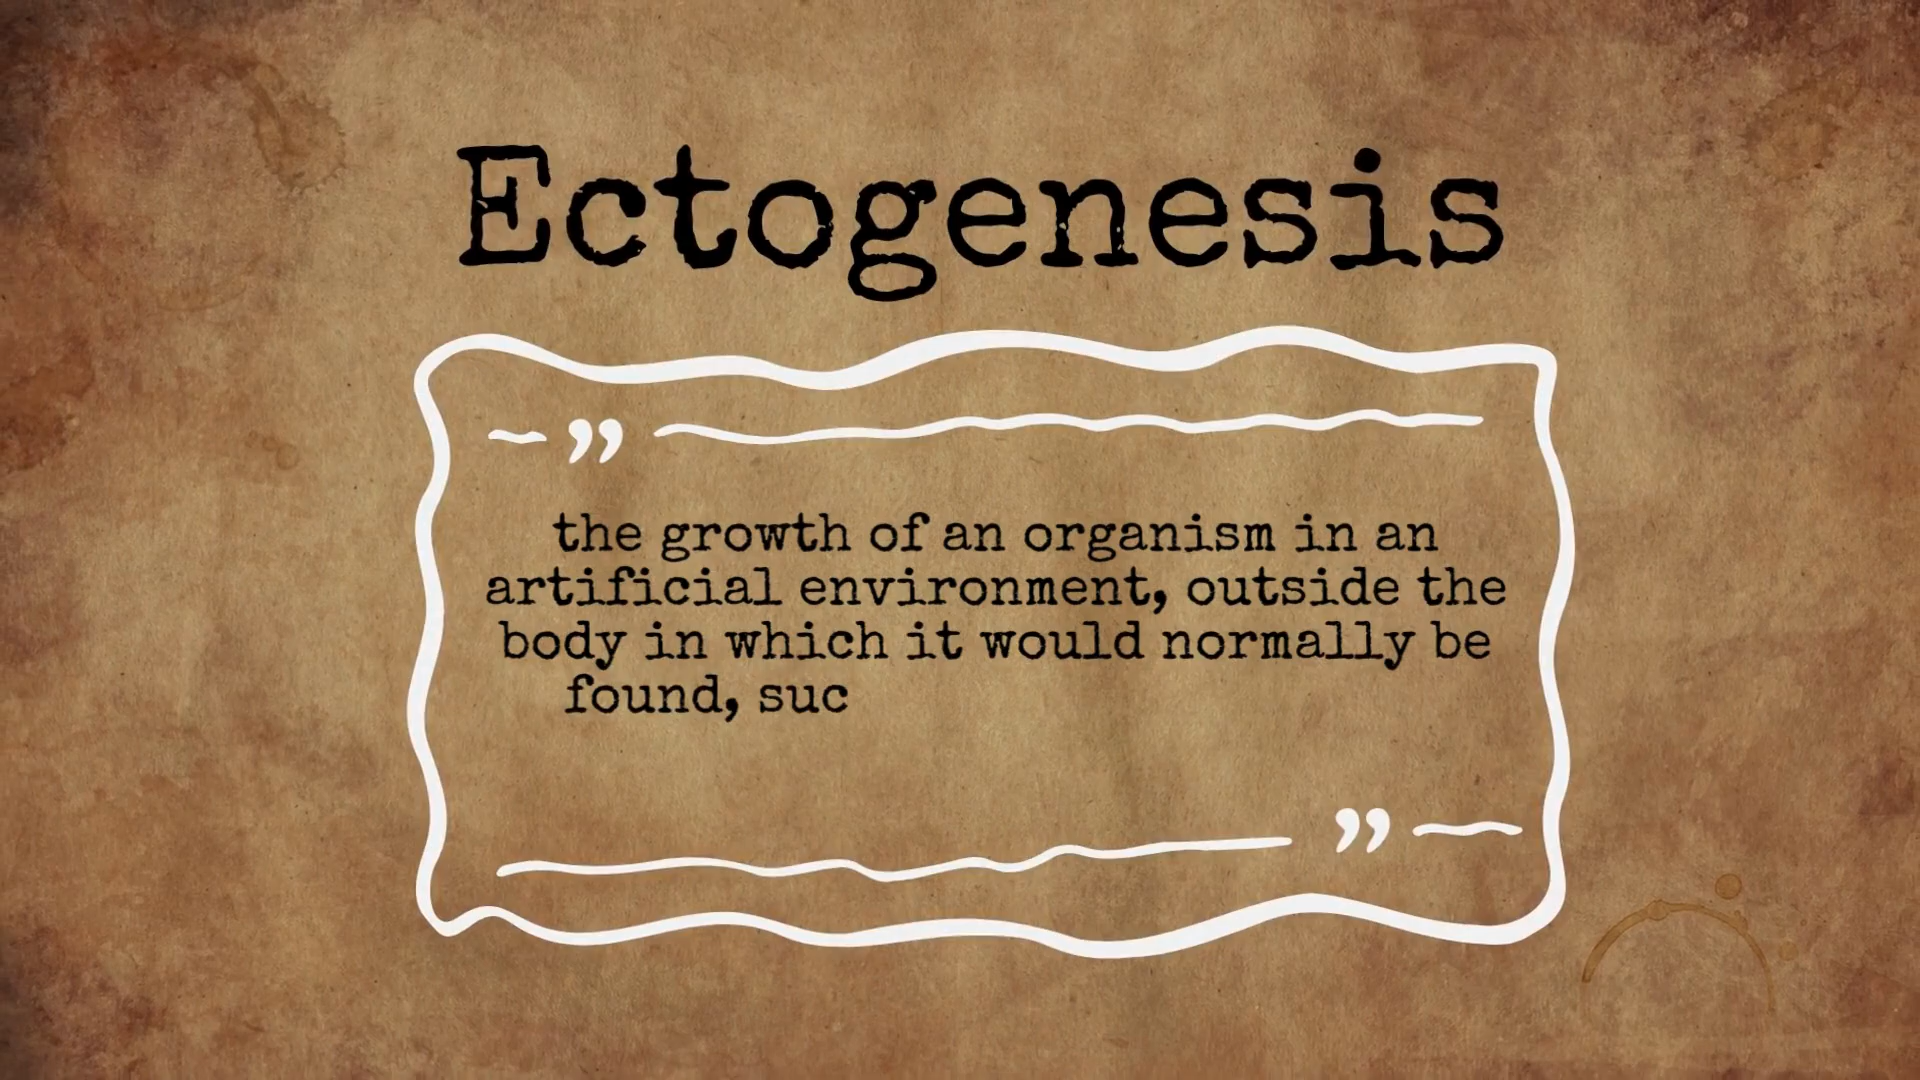 Ectogenesis
”
the growth of an organism in an
artificial environment, outside the
body in which it would normally be
found, suc
”